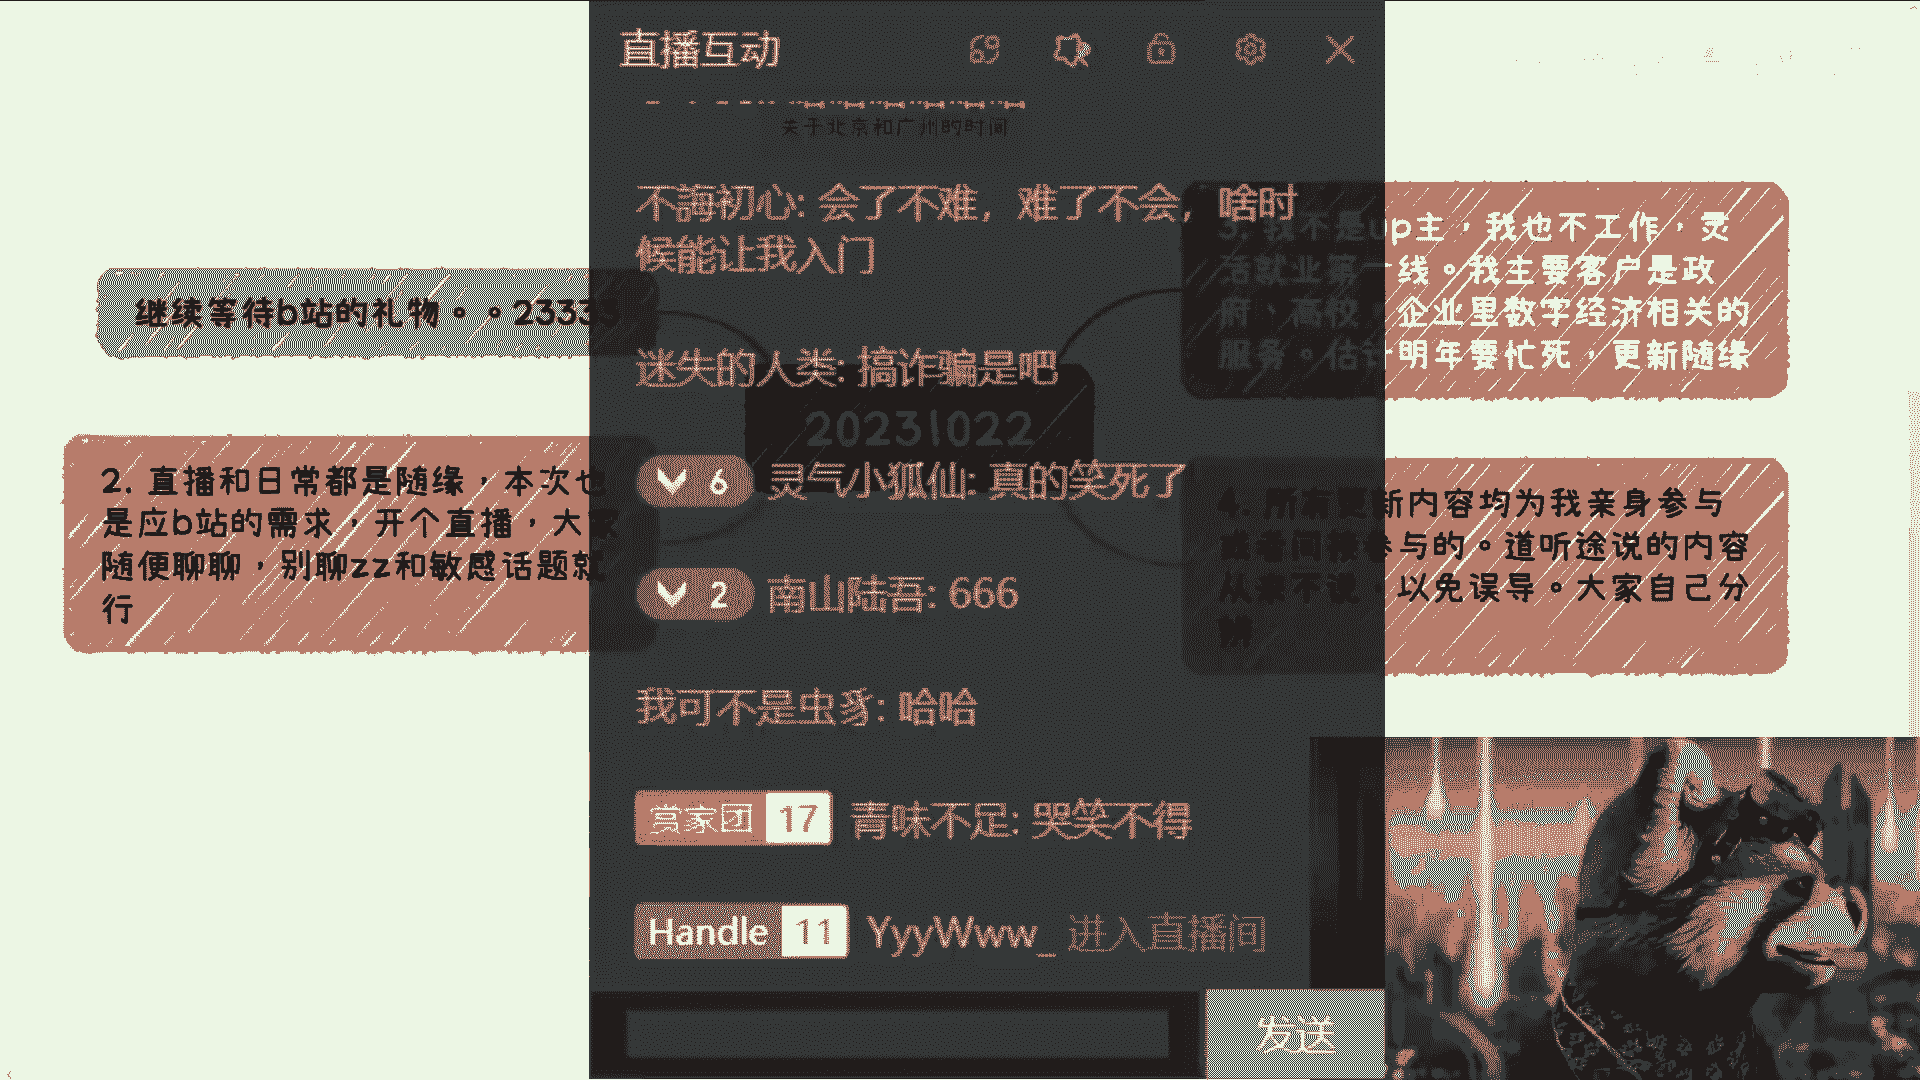 直播互动
关于北京和广州的时间
不誨初心: 会了不难，难了不会，啥时
候能让我入门
迷失的人类: 搞诈骗是吧
6 灵气小狐仙: 真的笑死了
2 南山陆吾: 666
我可不是虫豸: 哈哈
赏家团 17 青味不足: 哭笑不得
Handle 11 YyyWww_ 进入直播间
发送
继续等待b站的礼物。。2333
2. 直播和日常都是随缘，本次也
是应b站的需求，开个直播，大家
随便聊聊，别聊zz和敏感话题就
行
20231022
3. 我不是up主，我也不工作，灵
活就业第一线。我主要客户是政
府、高校、企业里数字经济相关的
服务。估计明年要忙死，更新随缘
4. 所有更新内容均为我亲身参与
或者间接参与的。道听途说的内容
从来不说，以免误导。大家自己分
辨